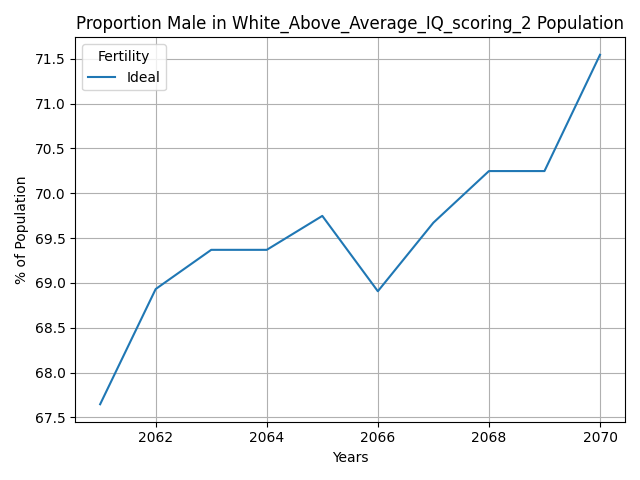 Proportion Male in White_Above_Average_IQ_scoring_2 Population
Fertility
Ideal
71.5
71.0
70.5
70.0
69.5
69.0
68.5
68.0
67.5
% of Population
2062 2064 2066 2068 2070
Years